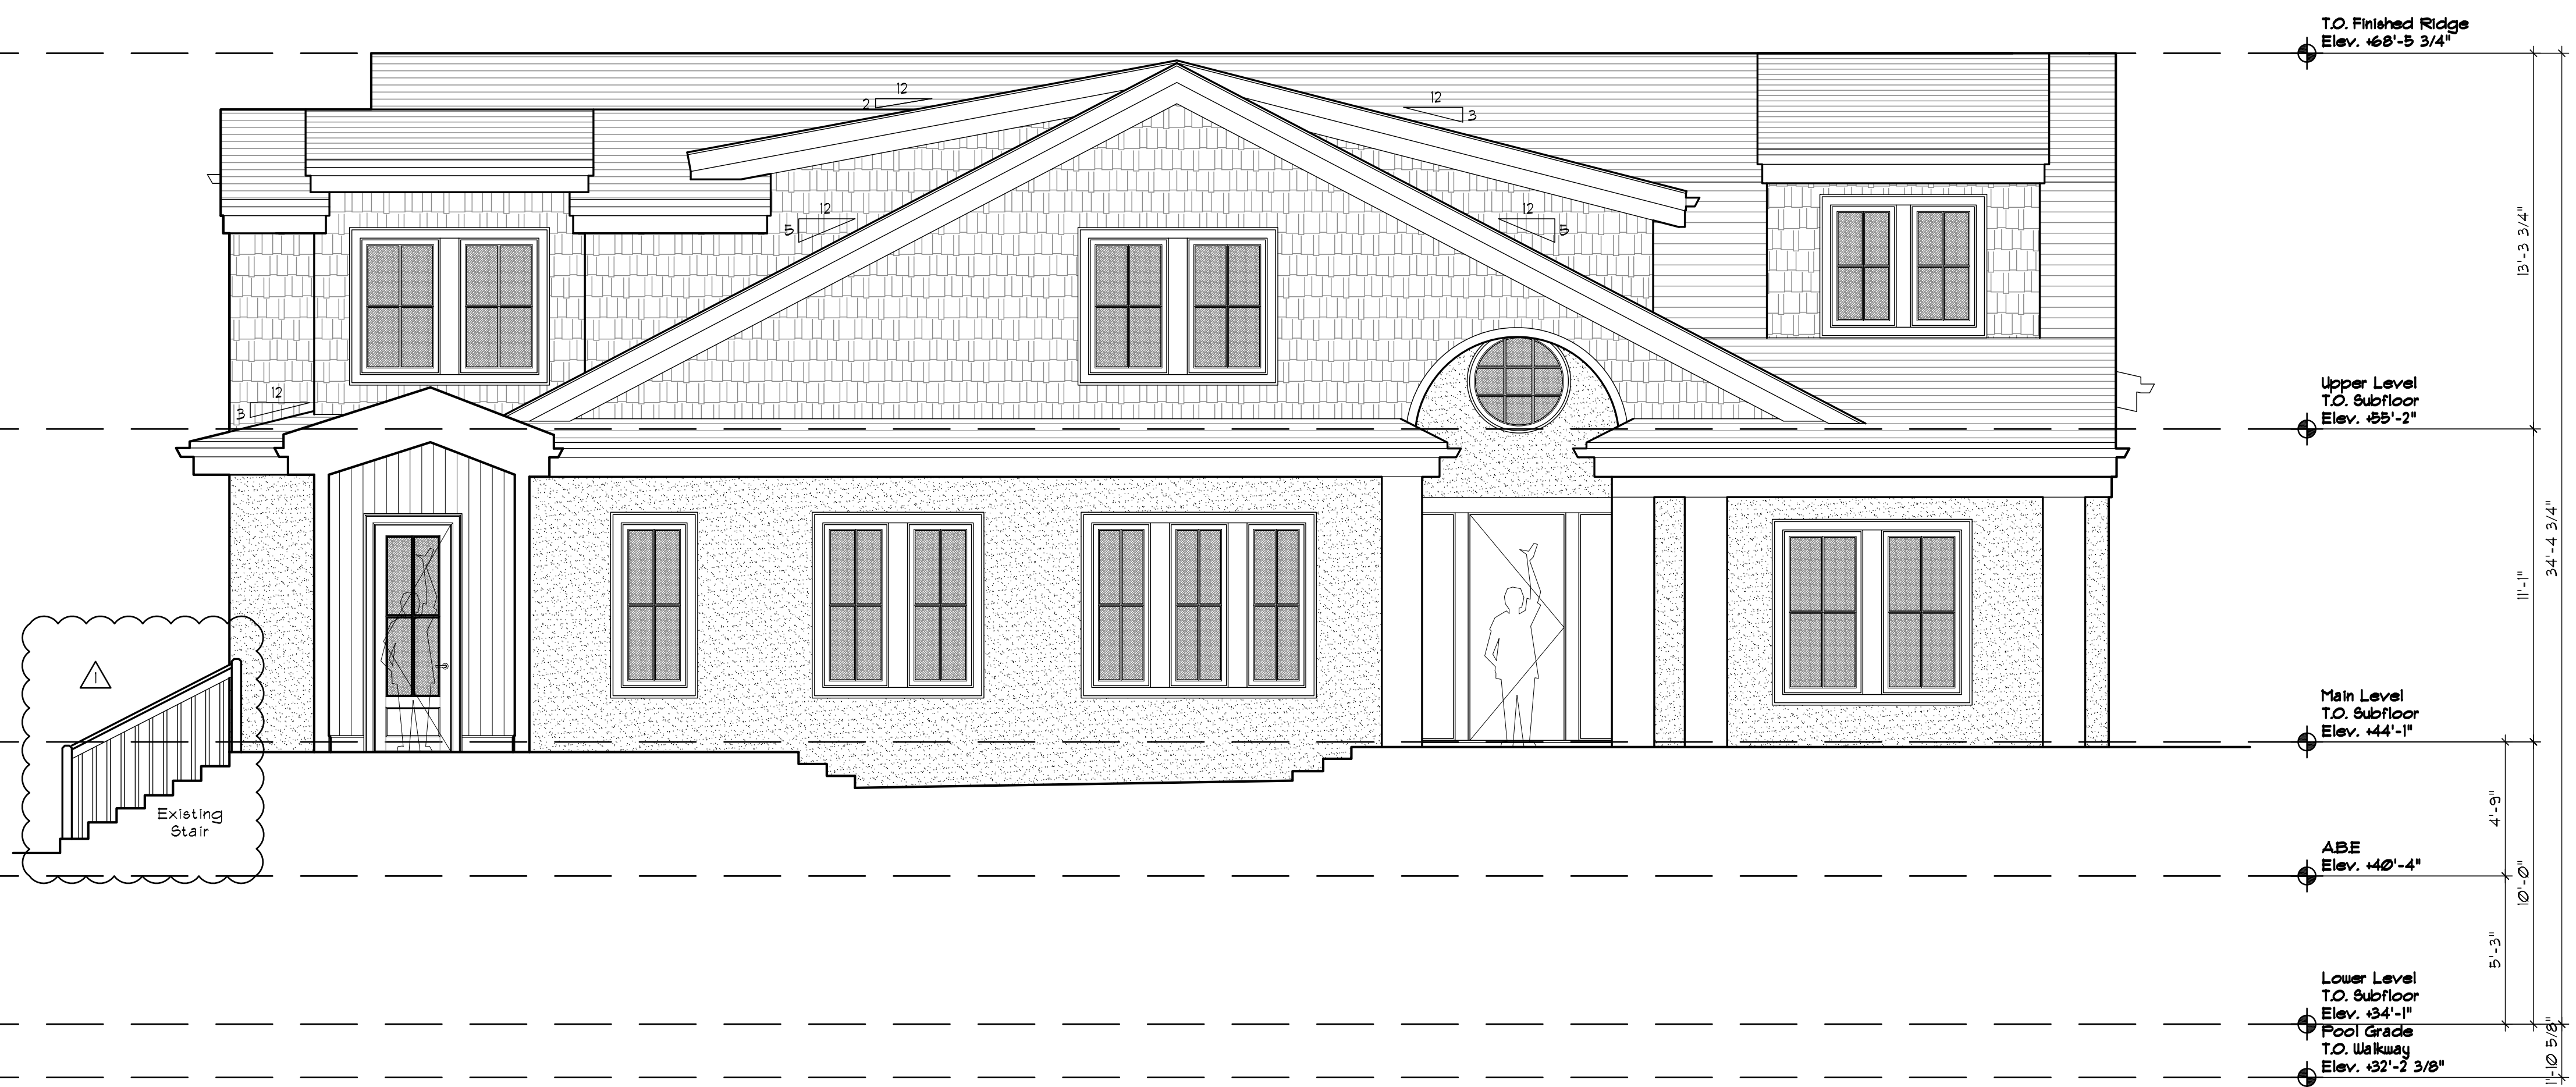 T.O. Finished Ridge
Elev. +68'-5 3/4"
12
2
12
3
12
5
12
5
13'-3 3/4"
12
3
Upper Level
T.O. Subfloor
Elev. +55'-2"
34'-4 3/4"
11'-1"
1
Main Level
T.O. Subfloor
Elev. +44'-1"
Existing
Stair
4'-9"
A.B.E
Elev. +40'-4"
10'-0"
5'-3"
Lower Level
T.O. Subfloor
Elev. +34'-1"
Pool Grade
T.O. Walkway
Elev. +32'-2 3/8"
1'-10 5/8"